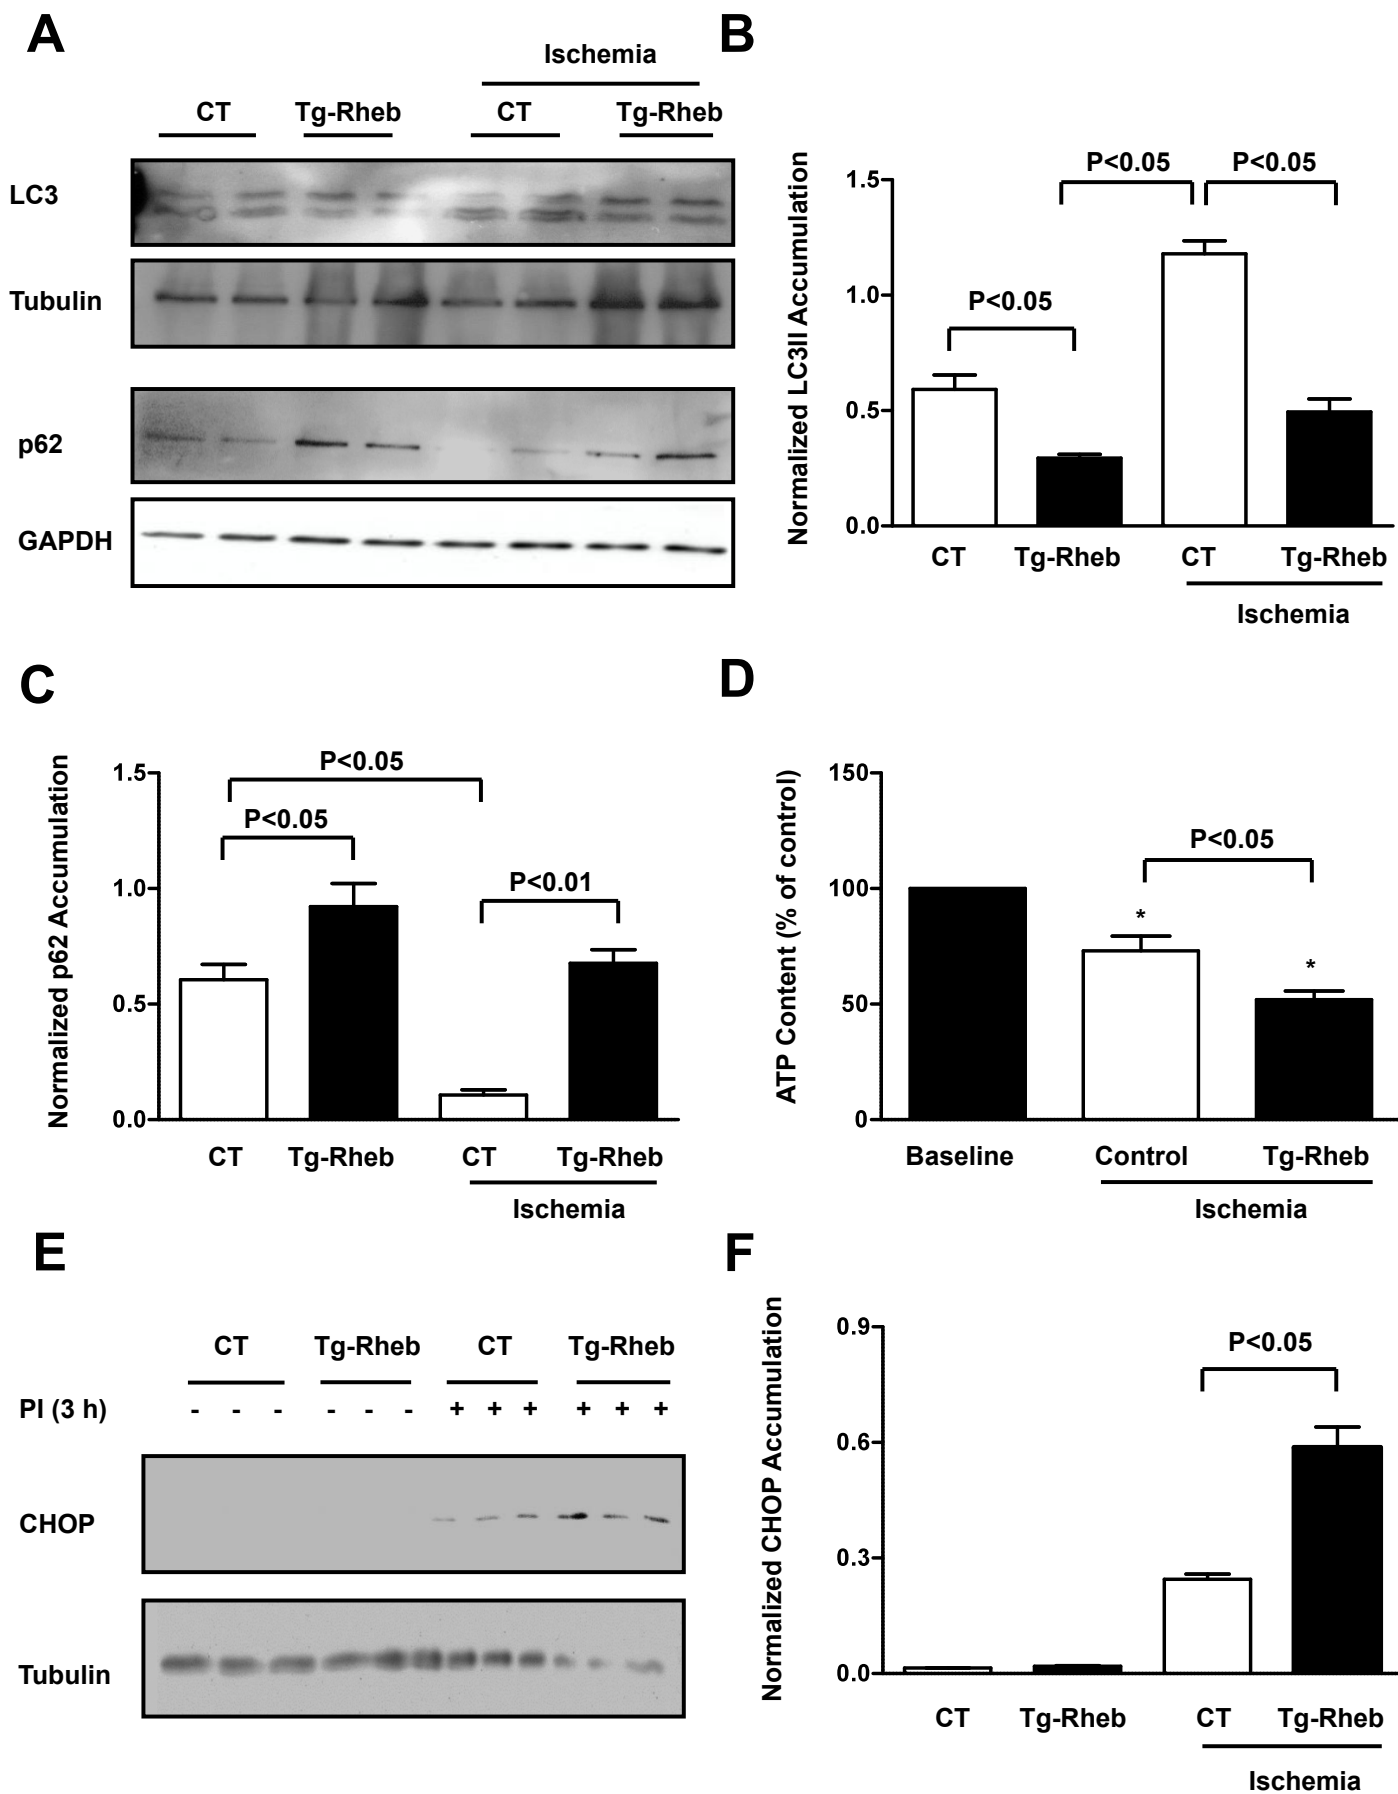 A
Ischemia
CT Tg-Rheb CT Tg-Rheb
LC3
Tubulin
p62
GAPDH
B
Normalized LC3II Accumulation
1.5
1.0
0.5
0.0
P<0.05 P<0.05
P<0.05
CT Tg-Rheb CT Tg-Rheb
Ischemia
C
Normalized p62 Accumulation
1.5
1.0
0.5
0.0
P<0.05
P<0.05
P<0.01
CT Tg-Rheb CT Tg-Rheb
Ischemia
D
ATP Content (% of control)
150
100
50
0
P<0.05
*
*
Baseline Control Tg-Rheb
Ischemia
E
CT Tg-Rheb CT Tg-Rheb
PI (3 h) - - - - - - + + + + + +
CHOP
Tubulin
F
Normalized CHOP Accumulation
0.9
0.6
0.3
0.0
P<0.05
CT Tg-Rheb CT Tg-Rheb
Ischemia